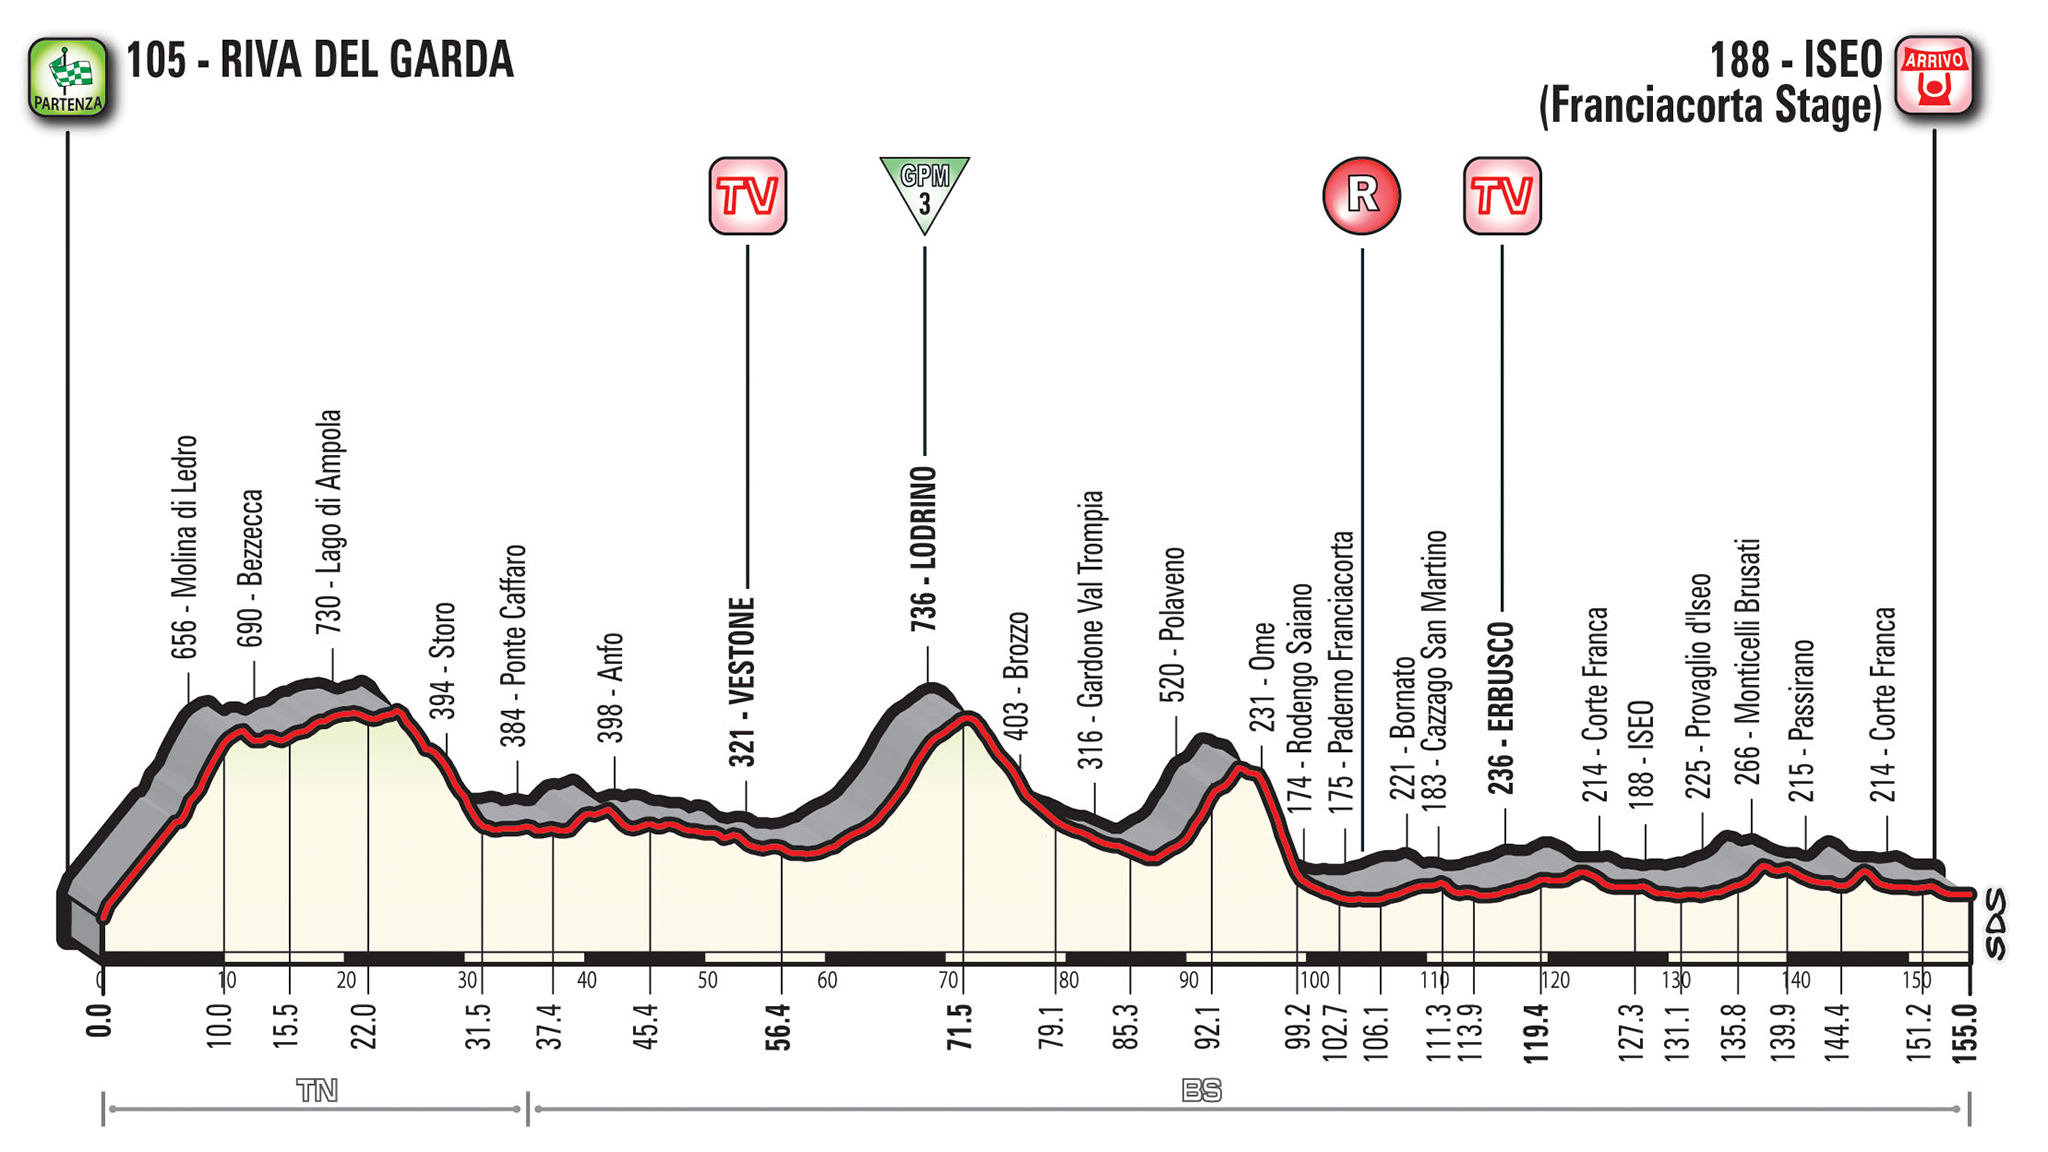 PARTENZA
105 - RIVA DEL GARDA
188 - ISEO
(Franciacorta Stage)
ARRIVO
TV
GPM
3
R
TV
656 - Molina di Ledro
690 - Bezzecca
730 - Lago di Ampola
394 - Storo
384 - Ponte Caffaro
398 - Anfo
321 - VESTONE
736 - LODRINO
403 - Brozzo
316 - Gardone Val Trompia
520 - Polaveno
231 - Ome
174 - Rodengo Saiano
175 - Paderno Franciacorta
221 - Bornato
183 - Cazzago San Martino
236 - ERBUSCO
214 - Corte Franca
188 - ISEO
225 - Provaglio d'Iseo
266 - Monticelli Brusati
215 - Passirano
214 - Corte Franca
SDS
0 10 20 30 40 50 60 70 80 90 100 110 120 130 140 150
0.0 10.0 15.5 22.0 31.5 37.4 45.4 56.4 71.5 79.1 85.3 92.1 99.2 102.7 106.1 111.3 113.9 119.4 127.3 131.1 135.8 139.9 144.4 151.2 155.0
TN
BS